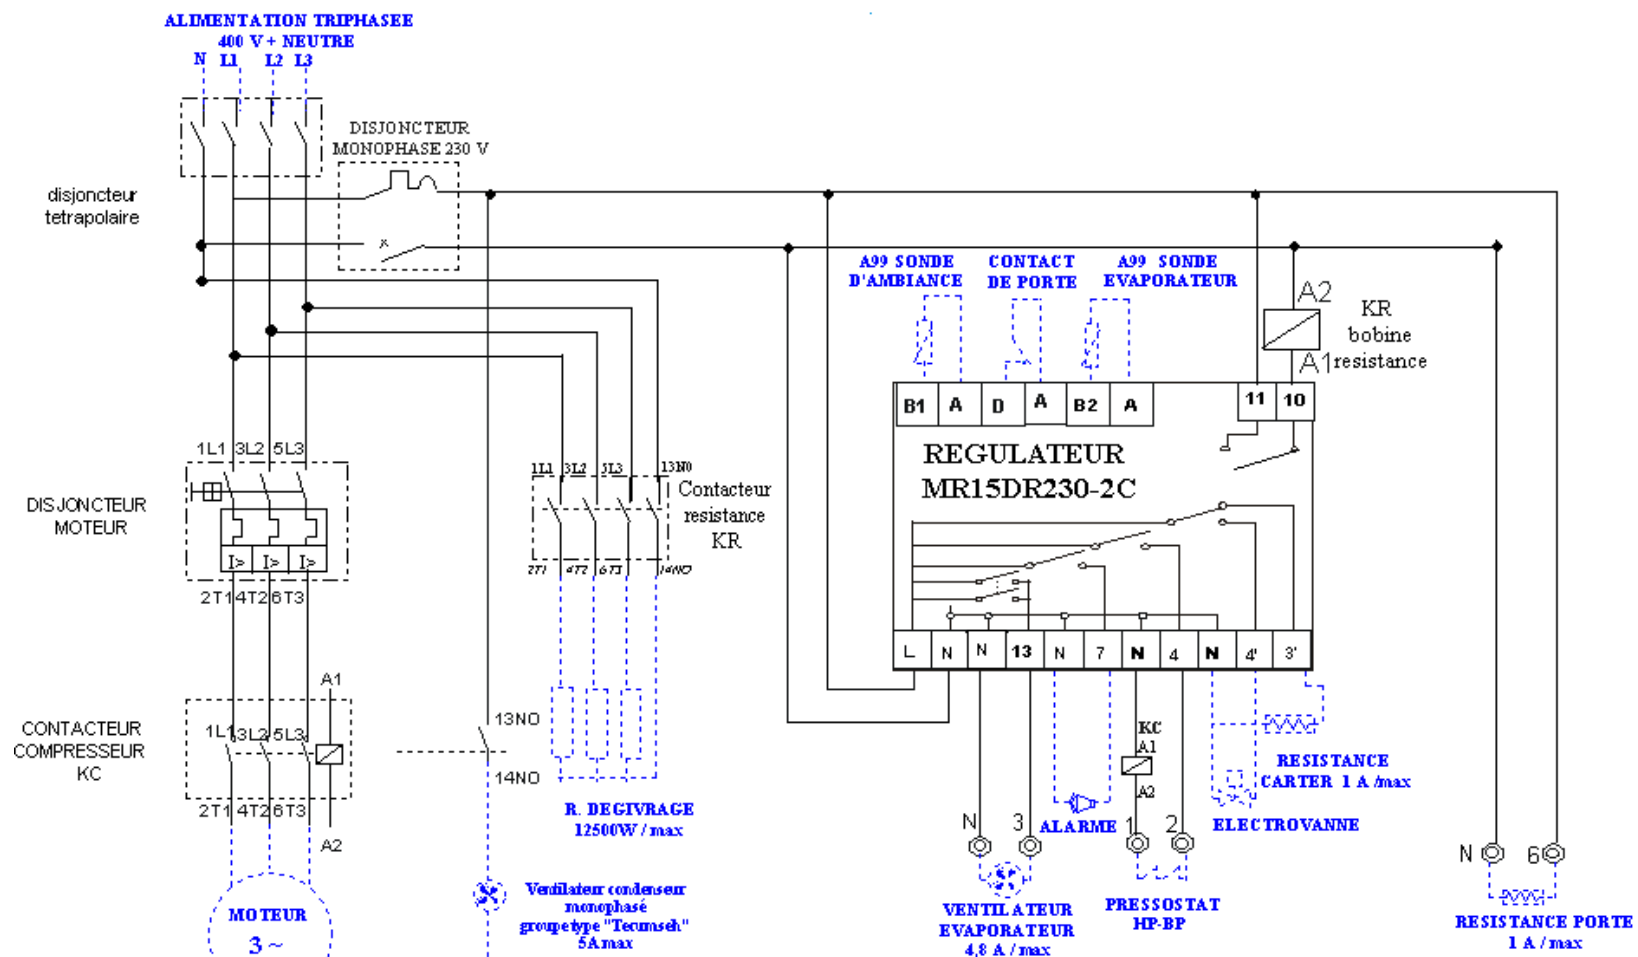 ALIMENTATION TRIPHASEE
400 V + NEUTRE
N L1 L2 L3
DISJONCTEUR
MONOPHASE 230 V
disjoncteur
tetrapolaire
A99 SONDE
D'AMBIANCE
CONTACT
DE PORTE
A99 SONDE
EVAPORATEUR
A2
KR
bobine
resistance
A1
B1 A D A B2 A
11 10
REGULATEUR
MR15DR230-2C
1L1 3L2 5L3
DISJONCTEUR
MOTEUR
I> I> I>
2T1 4T2 6T3
1L1 3L2 5L3 13NO
Contacteur
resistance
KR
2T1 4T2 6T3 14NO
L N N 13 N 7 N 4 N 4' 3'
A1
CONTACTEUR
COMPRESSEUR
KC
1L1 3L2 5L3
2T1 4T2 6T3
A2
13NO
14NO
R. DEGIVRAGE
12500W / max
KC
A1
A2
RESISTANCE
CARTER 1 A /max
ELECTROVANNE
ALARME
N 3
1 2
N 6
MOTEUR
3 ~
Ventilateur condenseur
monophasé
groupe type "Tecumseh"
5A max
VENTILATEUR
EVAPORATEUR
4,8 A / max
PRESSOSTAT
HP-BP
RESISTANCE PORTE
1 A / max